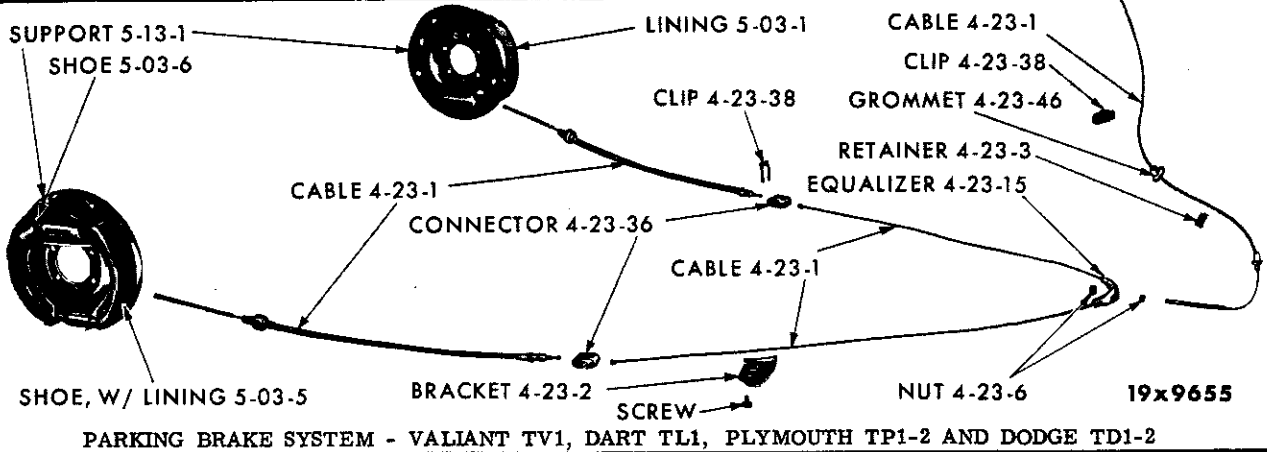 SUPPORT 5-13-1
SHOE 5-03-6
LINING 5-03-1
CABLE 4-23-1
CLIP 4-23-38
CLIP 4-23-38
GROMMET 4-23-46
RETAINER 4-23-3
EQUALIZER 4-23-15
CABLE 4-23-1
CONNECTOR 4-23-36
CABLE 4-23-1
SHOE, W/ LINING 5-03-5
BRACKET 4-23-2
SCREW
NUT 4-23-6
19x9655
PARKING BRAKE SYSTEM - VALIANT TV1, DART TL1, PLYMOUTH TP1-2 AND DODGE TD1-2